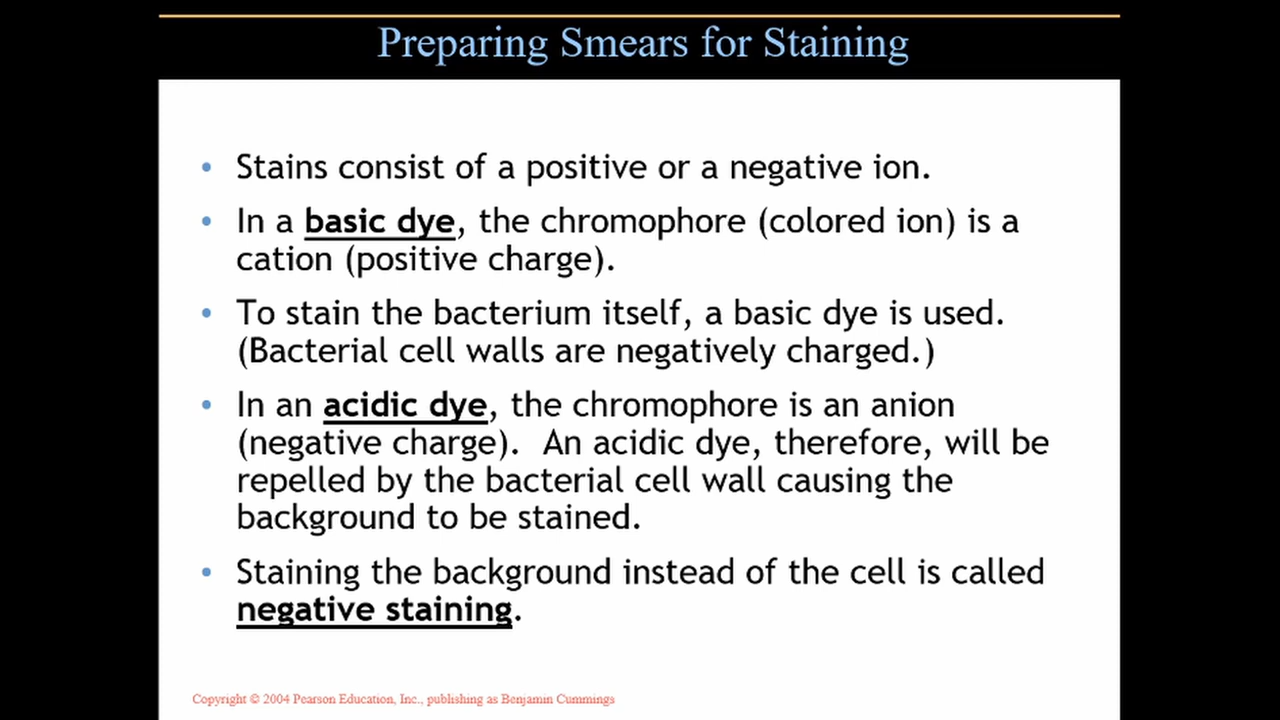 Preparing Smears for Staining
• Stains consist of a positive or a negative ion.
• In a basic dye, the chromophore (colored ion) is a
cation (positive charge).
• To stain the bacterium itself, a basic dye is used.
(Bacterial cell walls are negatively charged.)
• In an acidic dye, the chromophore is an anion
(negative charge).  An acidic dye, therefore, will be
repelled by the bacterial cell wall causing the
background to be stained.
• Staining the background instead of the cell is called
negative staining.
Copyright © 2004 Pearson Education, Inc., publishing as Benjamin Cummings